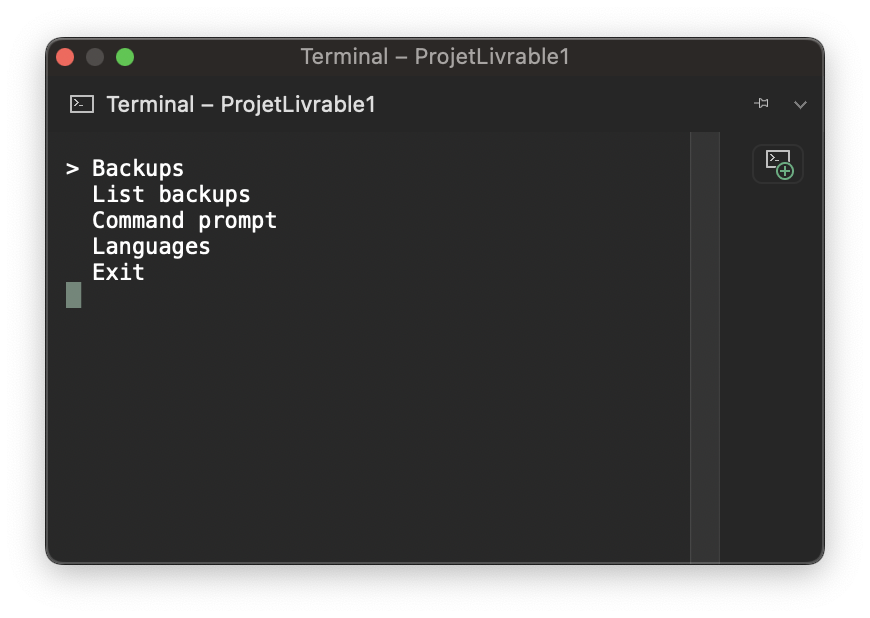 Terminal – ProjetLivrable1
Terminal – ProjetLivrable1
> Backups
List backups
Command prompt
Languages
Exit